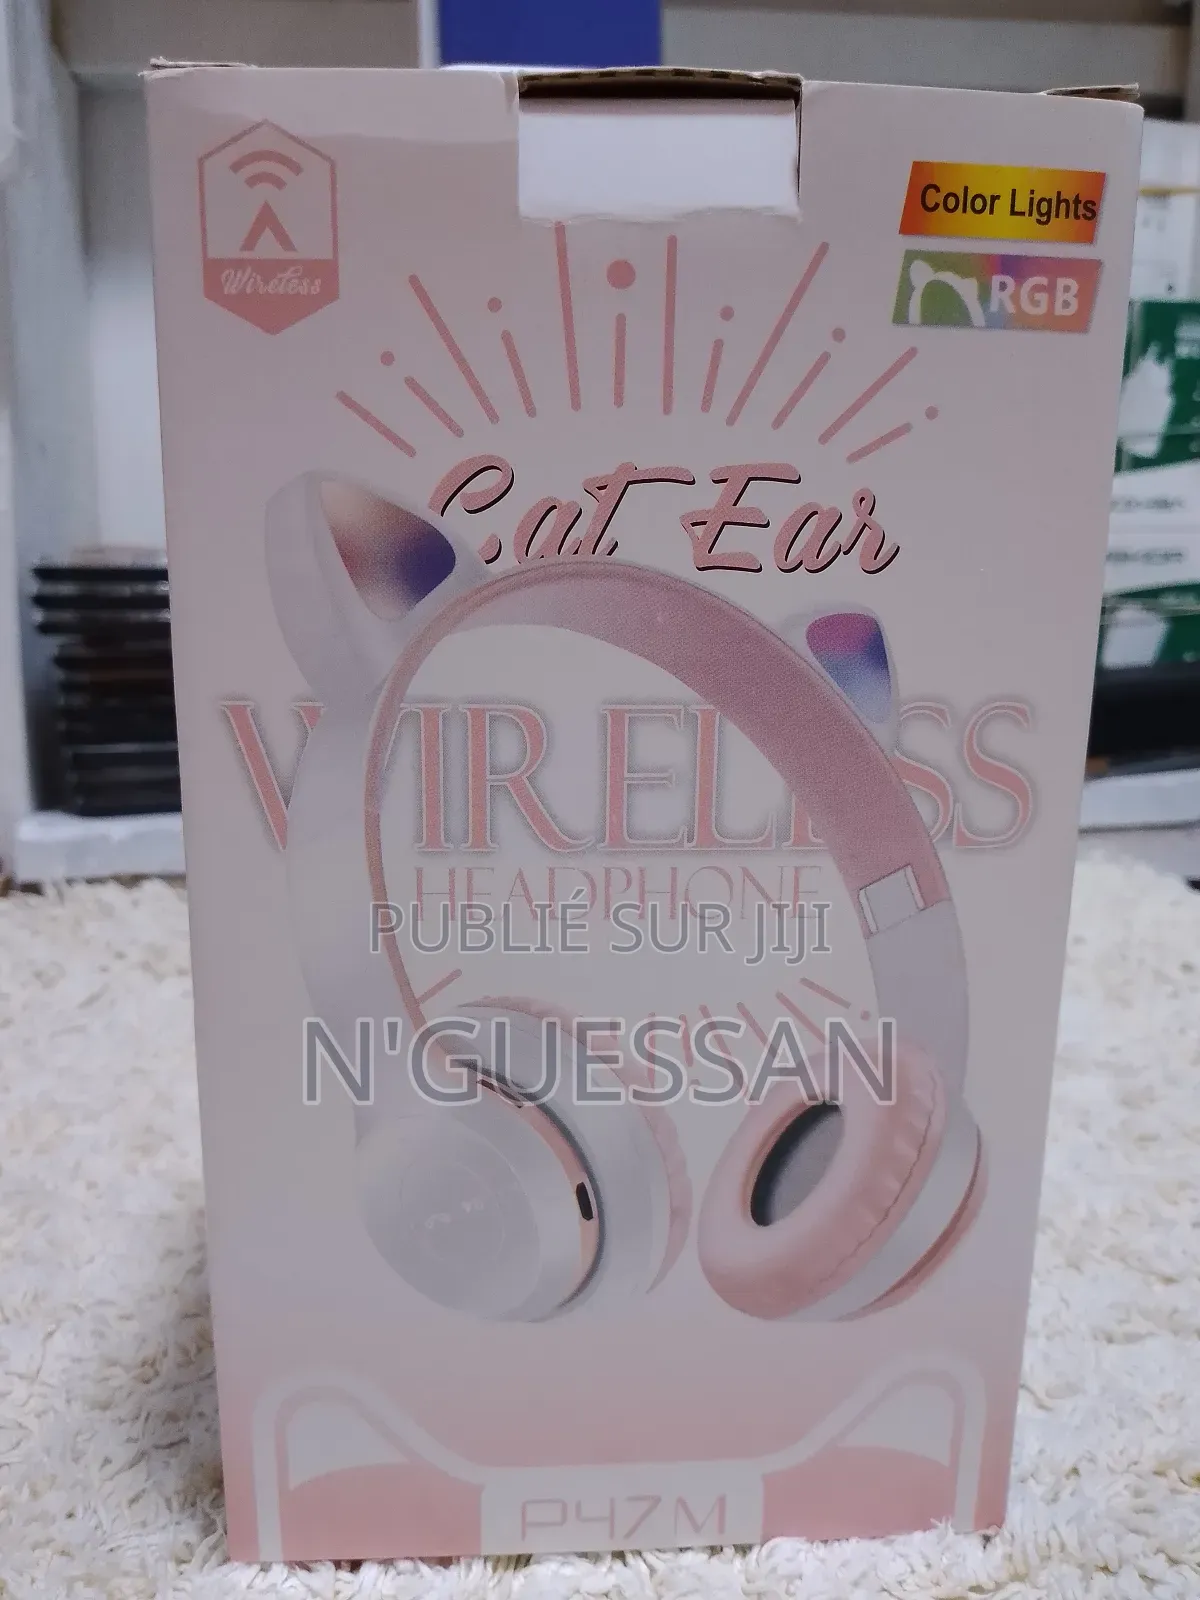 Wireless
Color Lights
RGB
Cat Ear
WIRELESS
HEADPHONE
PUBLIÉ SUR JIJI
N'GUESSAN
P47M